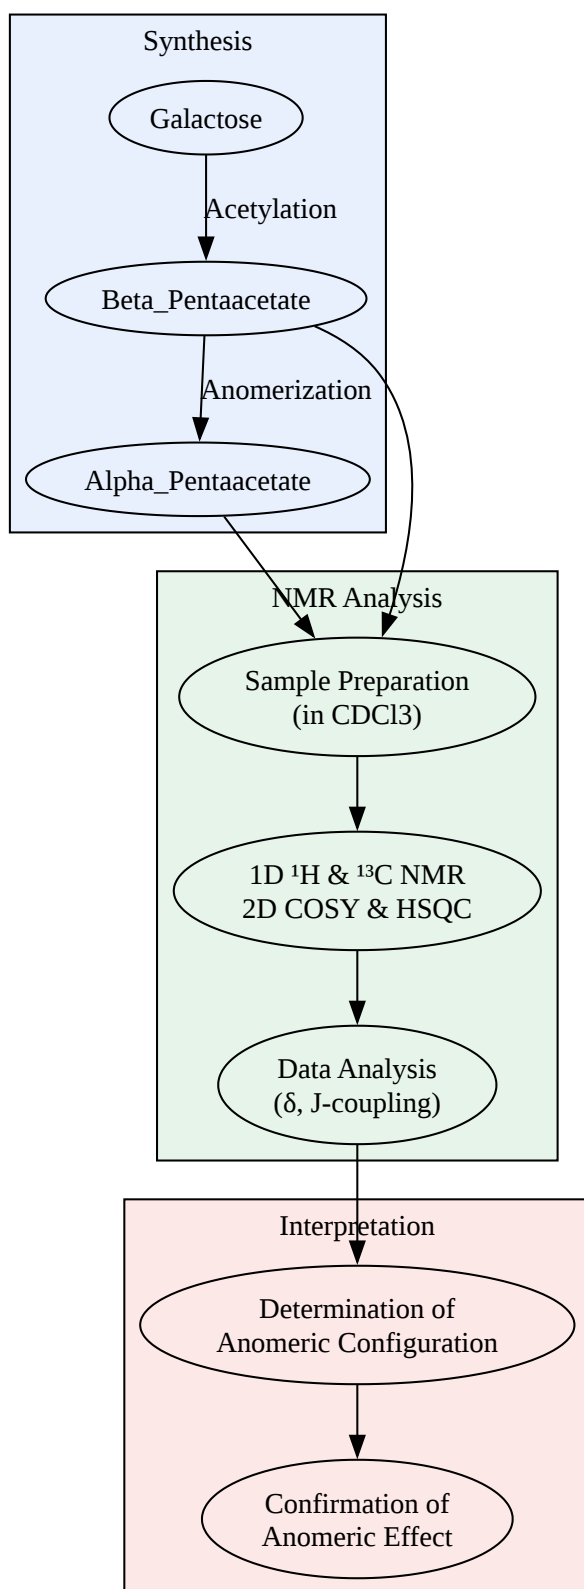 Synthesis
Galactose
Acetylation
Beta_Pentaacetate
Anomerization
Alpha_Pentaacetate
NMR Analysis
Sample Preparation
(in CDCl3)
1D ¹H & ¹³C NMR
2D COSY & HSQC
Data Analysis
(δ, J-coupling)
Interpretation
Determination of
Anomeric Configuration
Confirmation of
Anomeric Effect